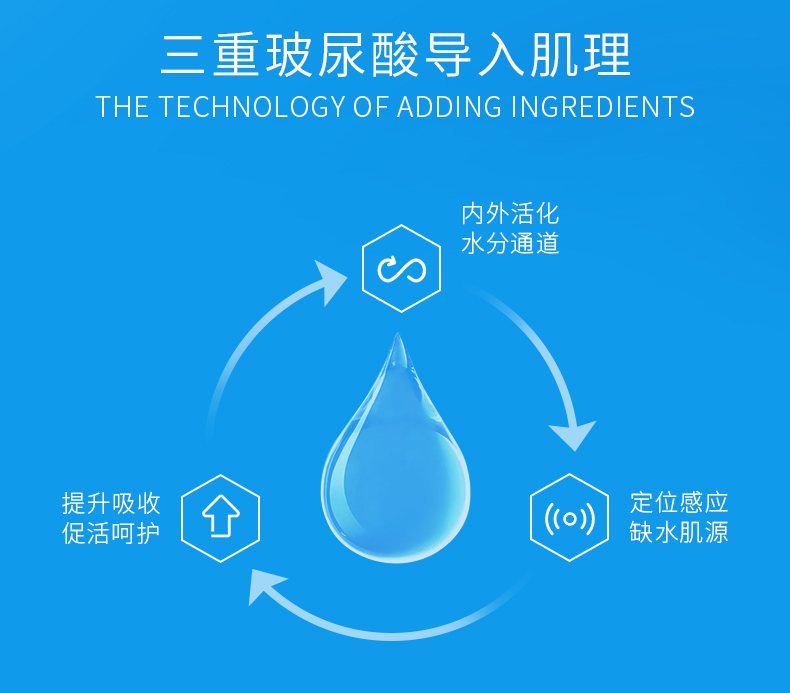 三重玻尿酸导入肌理
THE TECHNOLOGY OF ADDING INGREDIENTS
内外活化
水分通道
定位感应
缺水肌源
提升吸收
促活呵护